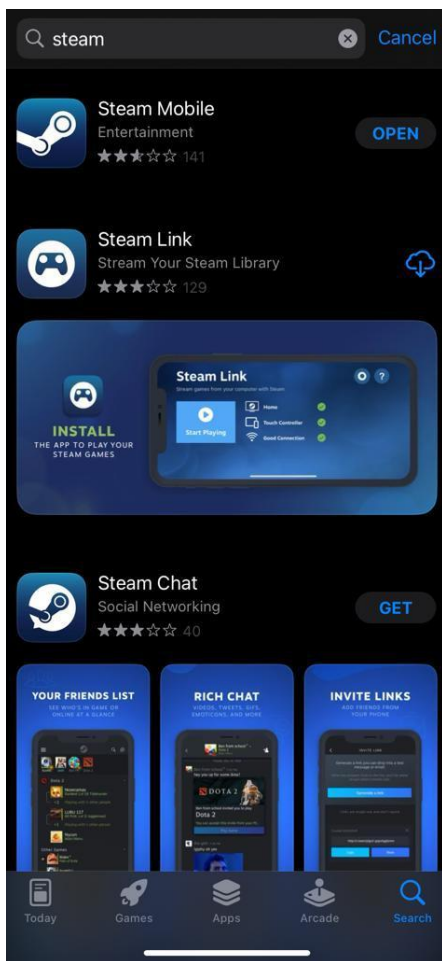 steam
Cancel
Steam Mobile
Entertainment
141
OPEN
Steam Link
Stream Your Steam Library
129
INSTALL
THE APP TO PLAY YOUR
STEAM GAMES
Steam Link
Stream games from your computer with Steam
?
Start Playing
Home
Touch Controller
Good Connection
Steam Chat
Social Networking
40
GET
YOUR FRIENDS LIST
SEE WHO'S IN GAME OR
ONLINE AT A GLANCE
RICH CHAT
VIDEOS, TWEETS, GIFS,
EMOTICONS, AND MORE
INVITE LINKS
ADD FRIENDS FROM
YOUR PHONE
Dota 2
DOTA 2
Dota 2
Today
Games
Apps
Arcade
Search